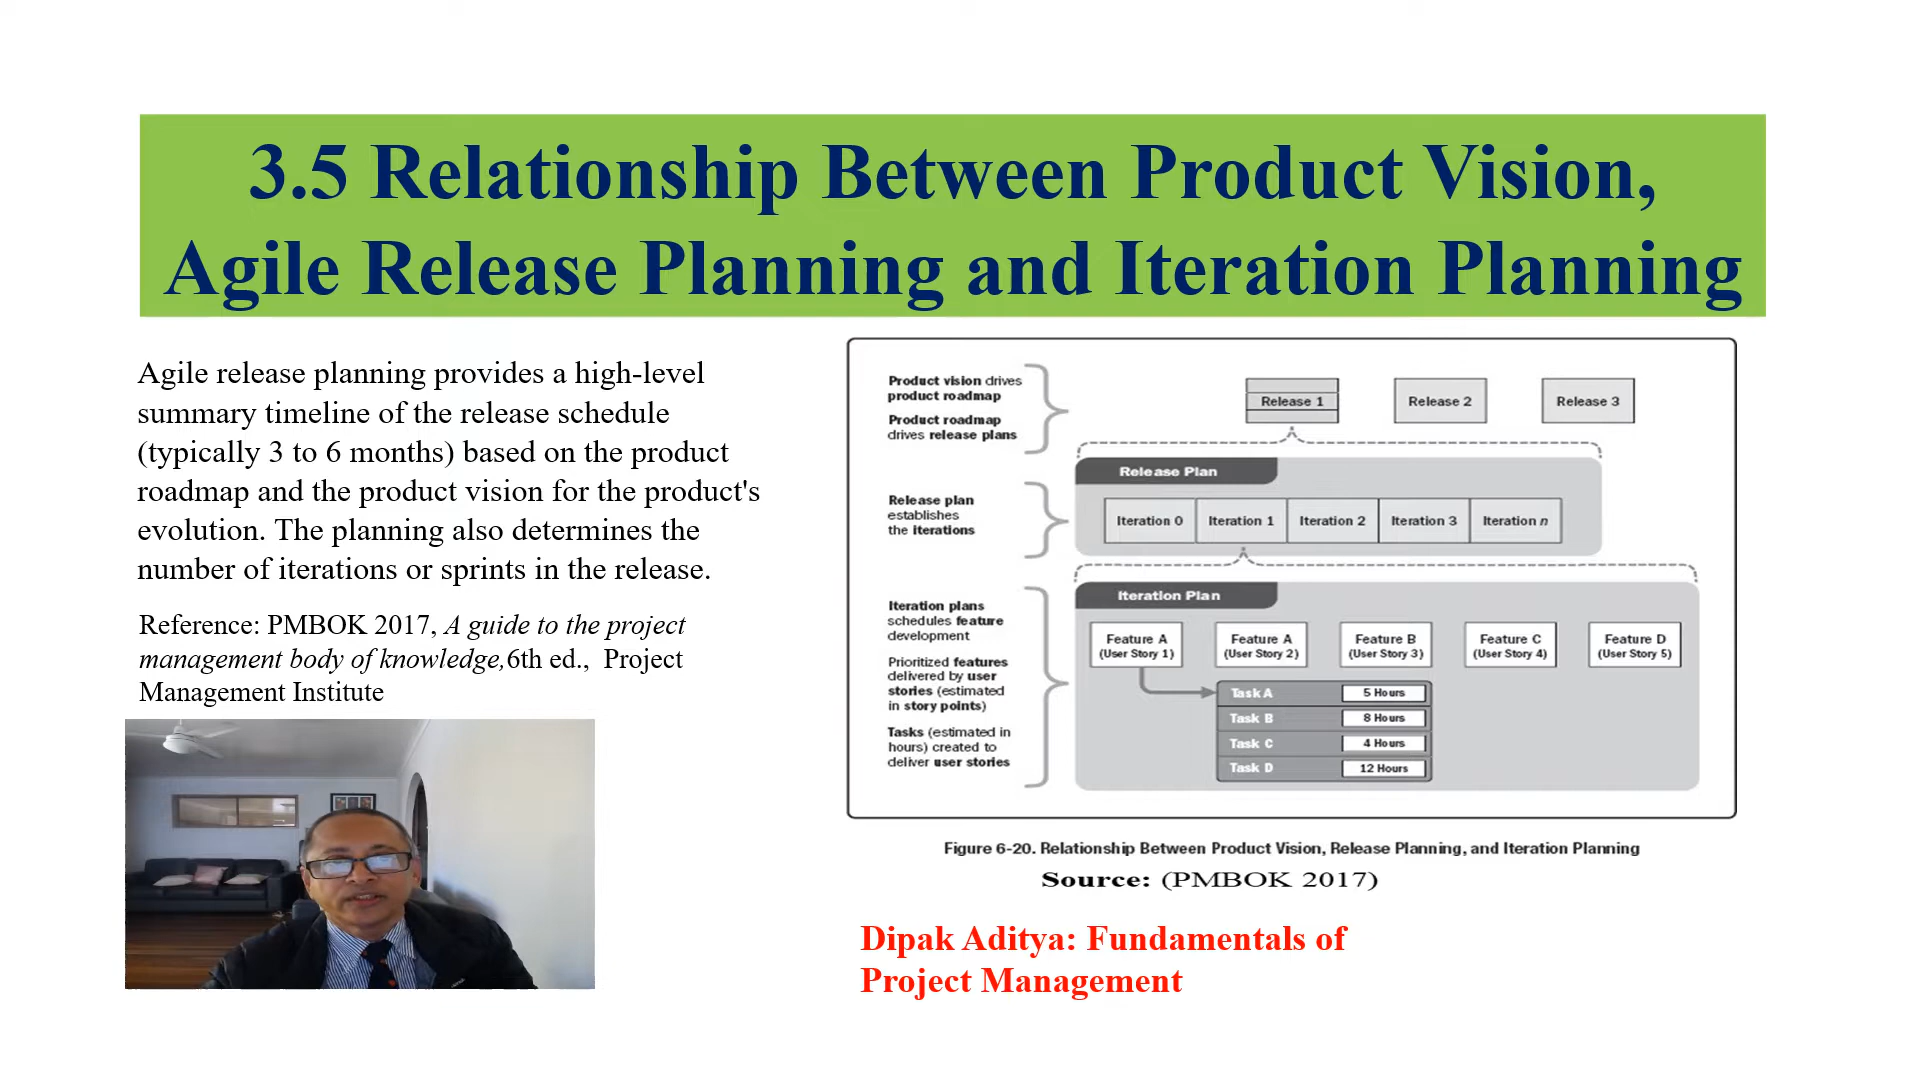 3.5 Relationship Between Product Vision,
Agile Release Planning and Iteration Planning
Agile release planning provides a high-level
summary timeline of the release schedule
(typically 3 to 6 months) based on the product
roadmap and the product vision for the product's
evolution. The planning also determines the
number of iterations or sprints in the release.
Reference: PMBOK 2017, A guide to the project
management body of knowledge,6th ed., Project
Management Institute
Product vision drives
product roadmap
Product roadmap
drives release plans
Release 1
Release 2
Release 3
Release Plan
Release plan
establishes
the iterations
Iteration 0
Iteration 1
Iteration 2
Iteration 3
Iteration n
Iteration Plan
Iteration plans
schedules feature
development
Prioritized features
delivered by user
stories (estimated
in story points)
Tasks (estimated in
hours) created to
deliver user stories
Feature A
(User Story 1)
Feature A
(User Story 2)
Feature B
(User Story 3)
Feature C
(User Story 4)
Feature D
(User Story 5)
Task A 5 Hours
Task B 8 Hours
Task C 4 Hours
Task D 12 Hours
Figure 6-20. Relationship Between Product Vision, Release Planning, and Iteration Planning
Source: (PMBOK 2017)
Dipak Aditya: Fundamentals of
Project Management